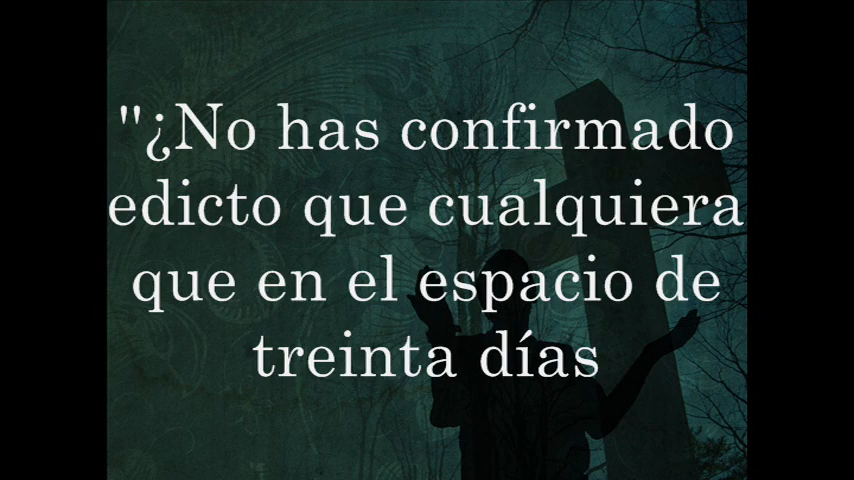 "¿No has confirmado
edicto que cualquiera
que en el espacio de
treinta días